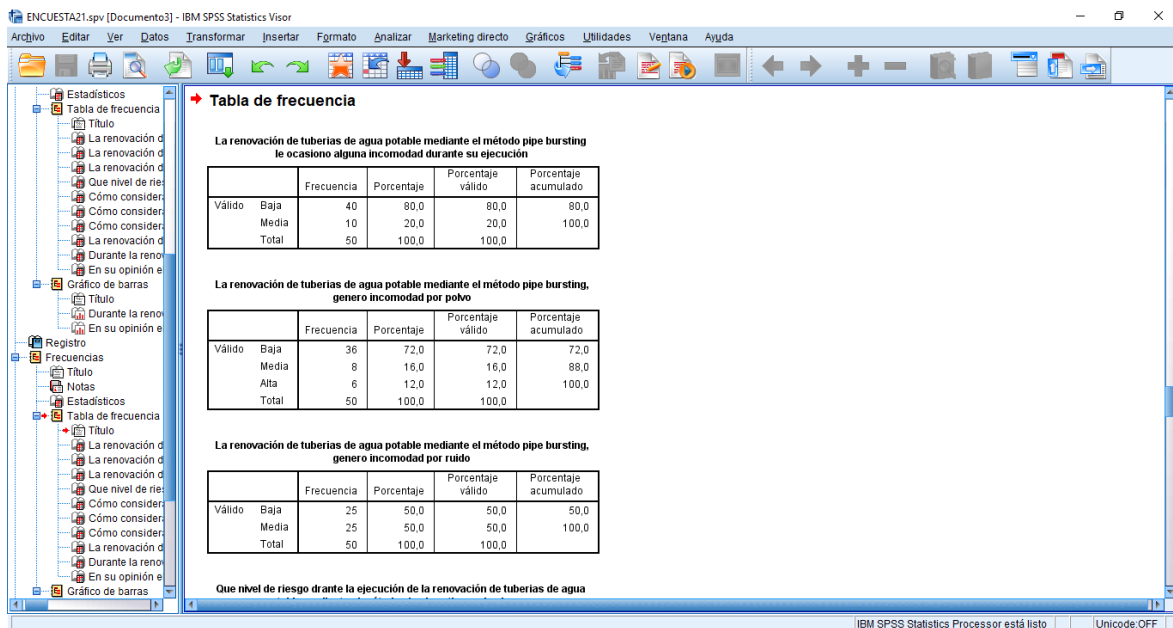 ENCUESTA21.spv [Documento3] - IBM SPSS Statistics Visor
Archivo Editar Ver Datos Transformar Insertar Formato Analizar Marketing directo Gráficos Utilidades Ventana Ayuda
Estadísticos
Tabla de frecuencia
Título
La renovación d
La renovación d
La renovación d
Que nivel de rie
Cómo consider
Cómo consider
Cómo consider
La renovación d
Durante la reno
En su opinión e
Gráfico de barras
Título
Durante la reno
En su opinión e
Registro
Frecuencias
Título
Notas
Estadísticos
Tabla de frecuencia
Título
La renovación d
La renovación d
La renovación d
Que nivel de rie
Cómo consider
Cómo consider
Cómo consider
La renovación d
Durante la reno
En su opinión e
Gráfico de barras
Tabla de frecuencia
La renovación de tuberias de agua potable mediante el método pipe bursting
le ocasiono alguna incomodad durante su ejecución
Frecuencia Porcentaje Porcentaje válido Porcentaje acumulado
Válido Baja 40 80,0 80,0 80,0
Media 10 20,0 20,0 100,0
Total 50 100,0 100,0
La renovación de tuberias de agua potable mediante el método pipe bursting,
genero incomodad por polvo
Frecuencia Porcentaje Porcentaje válido Porcentaje acumulado
Válido Baja 36 72,0 72,0 72,0
Media 8 16,0 16,0 88,0
Alta 6 12,0 12,0 100,0
Total 50 100,0 100,0
La renovación de tuberias de agua potable mediante el método pipe bursting,
genero incomodad por ruido
Frecuencia Porcentaje Porcentaje válido Porcentaje acumulado
Válido Baja 25 50,0 50,0 50,0
Media 25 50,0 50,0 100,0
Total 50 100,0 100,0
Que nivel de riesgo drante la ejecución de la renovación de tuberias de agua
IBM SPSS Statistics Processor está listo Unicode:OFF